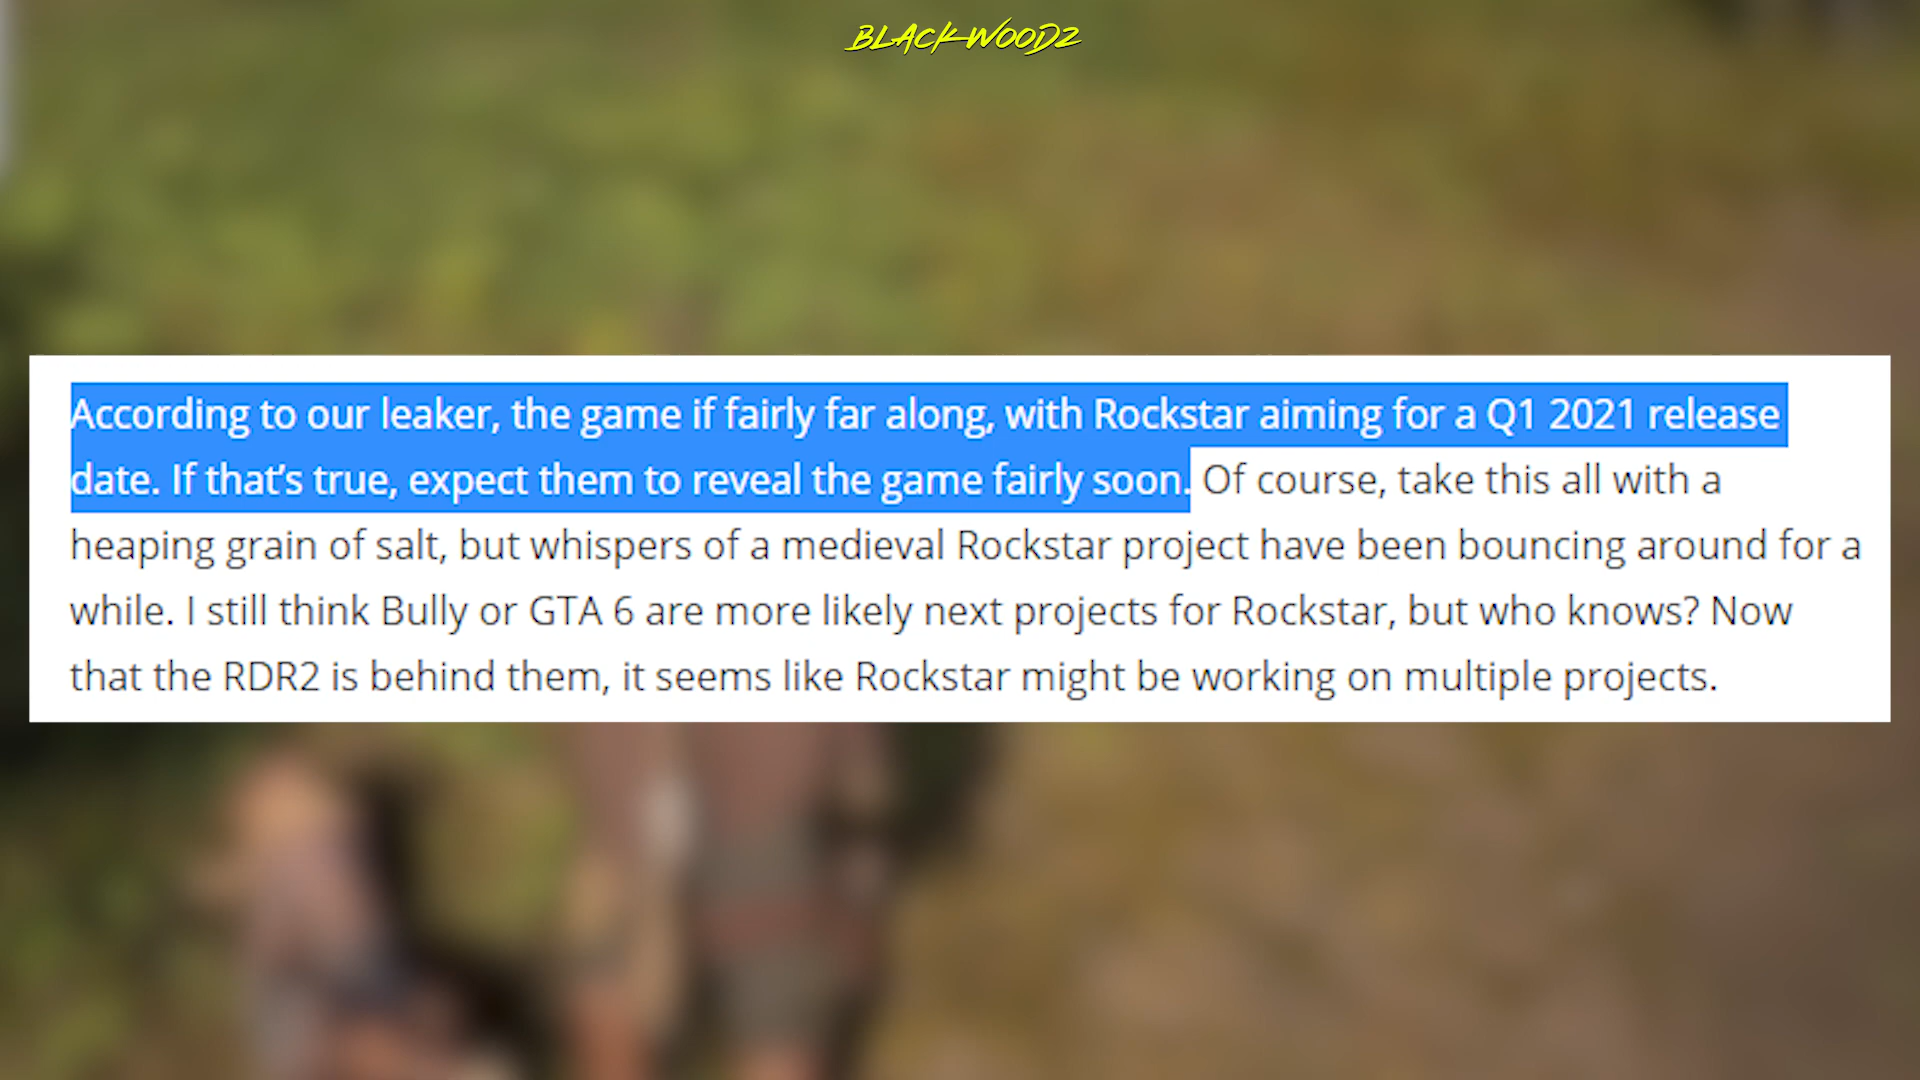 BLACKWOODZ
According to our leaker, the game if fairly far along, with Rockstar aiming for a Q1 2021 release
date. If that’s true, expect them to reveal the game fairly soon. Of course, take this all with a
heaping grain of salt, but whispers of a medieval Rockstar project have been bouncing around for a
while. I still think Bully or GTA 6 are more likely next projects for Rockstar, but who knows? Now
that the RDR2 is behind them, it seems like Rockstar might be working on multiple projects.